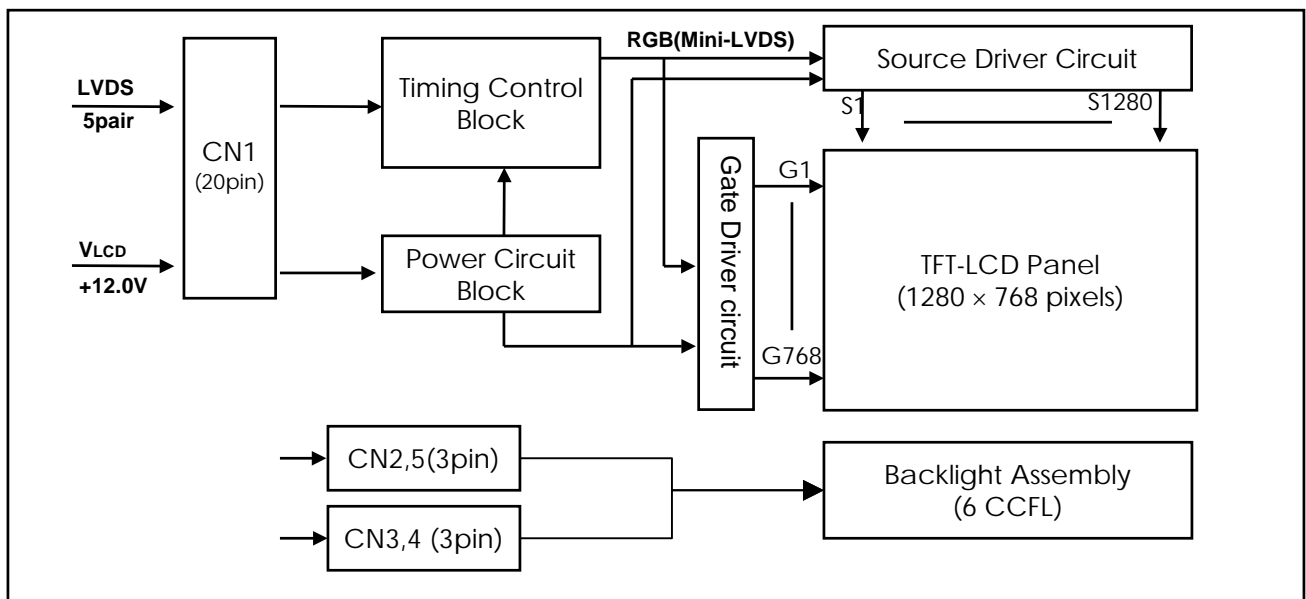 LVDS
5pair
VLCD
+12.0V
CN1
(20pin)
Timing Control
Block
Power Circuit
Block
RGB(Mini-LVDS)
Source Driver Circuit
S1
S1280
Gate Driver circuit
G1
G768
TFT-LCD Panel
(1280 × 768 pixels)
CN2,5(3pin)
CN3,4 (3pin)
Backlight Assembly
(6 CCFL)